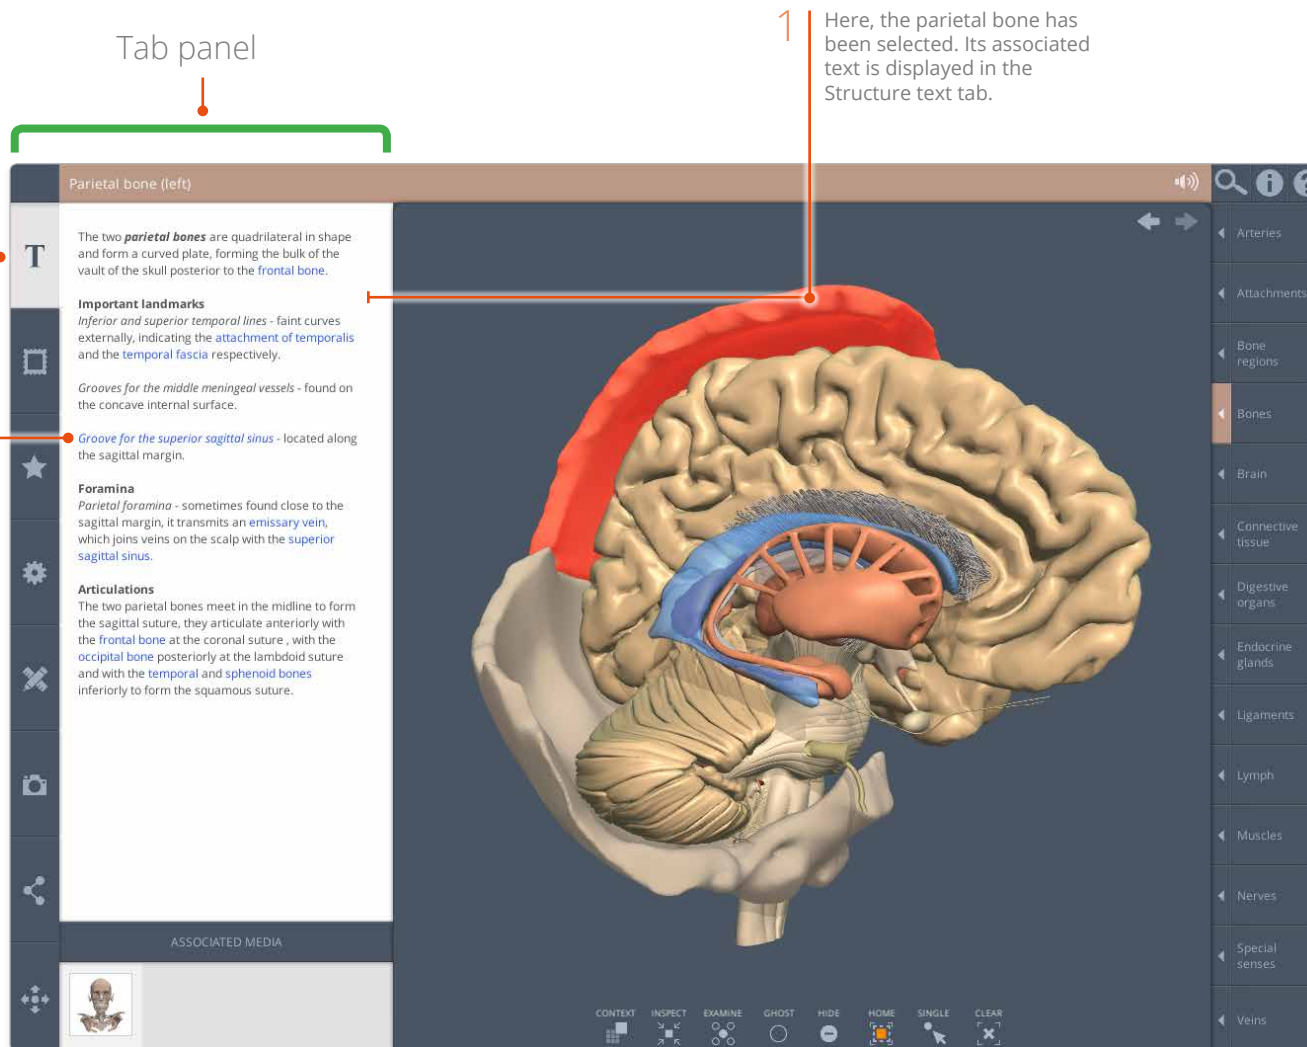 Tab panel
1
Here, the parietal bone has
been selected. Its associated
text is displayed in the
Structure text tab.
Parietal bone (left)
T
The two parietal bones are quadrilateral in shape
and form a curved plate, forming the bulk of the
vault of the skull posterior to the frontal bone.
Important landmarks
Inferior and superior temporal lines - faint curves
externally, indicating the attachment of temporalis
and the temporal fascia respectively.
Grooves for the middle meningeal vessels - found on
the concave internal surface.
Groove for the superior sagittal sinus - located along
the sagittal margin.
Foramina
Parietal foramina - sometimes found close to the
sagittal margin, it transmits an emissary vein,
which joins veins on the scalp with the superior
sagittal sinus.
Articulations
The two parietal bones meet in the midline to form
the sagittal suture, they articulate anteriorly with
the frontal bone at the coronal suture , with the
occipital bone posteriorly at the lambdoid suture
and with the temporal and sphenoid bones
inferiorly to form the squamous suture.
ASSOCIATED MEDIA
CONTEXT INSPECT EXAMINE GHOST HIDE HOME SINGLE CLEAR
Arteries
Attachments
Bone
regions
Bones
Brain
Connective
tissue
Digestive
organs
Endocrine
glands
Ligaments
Lymph
Muscles
Nerves
Special
senses
Veins